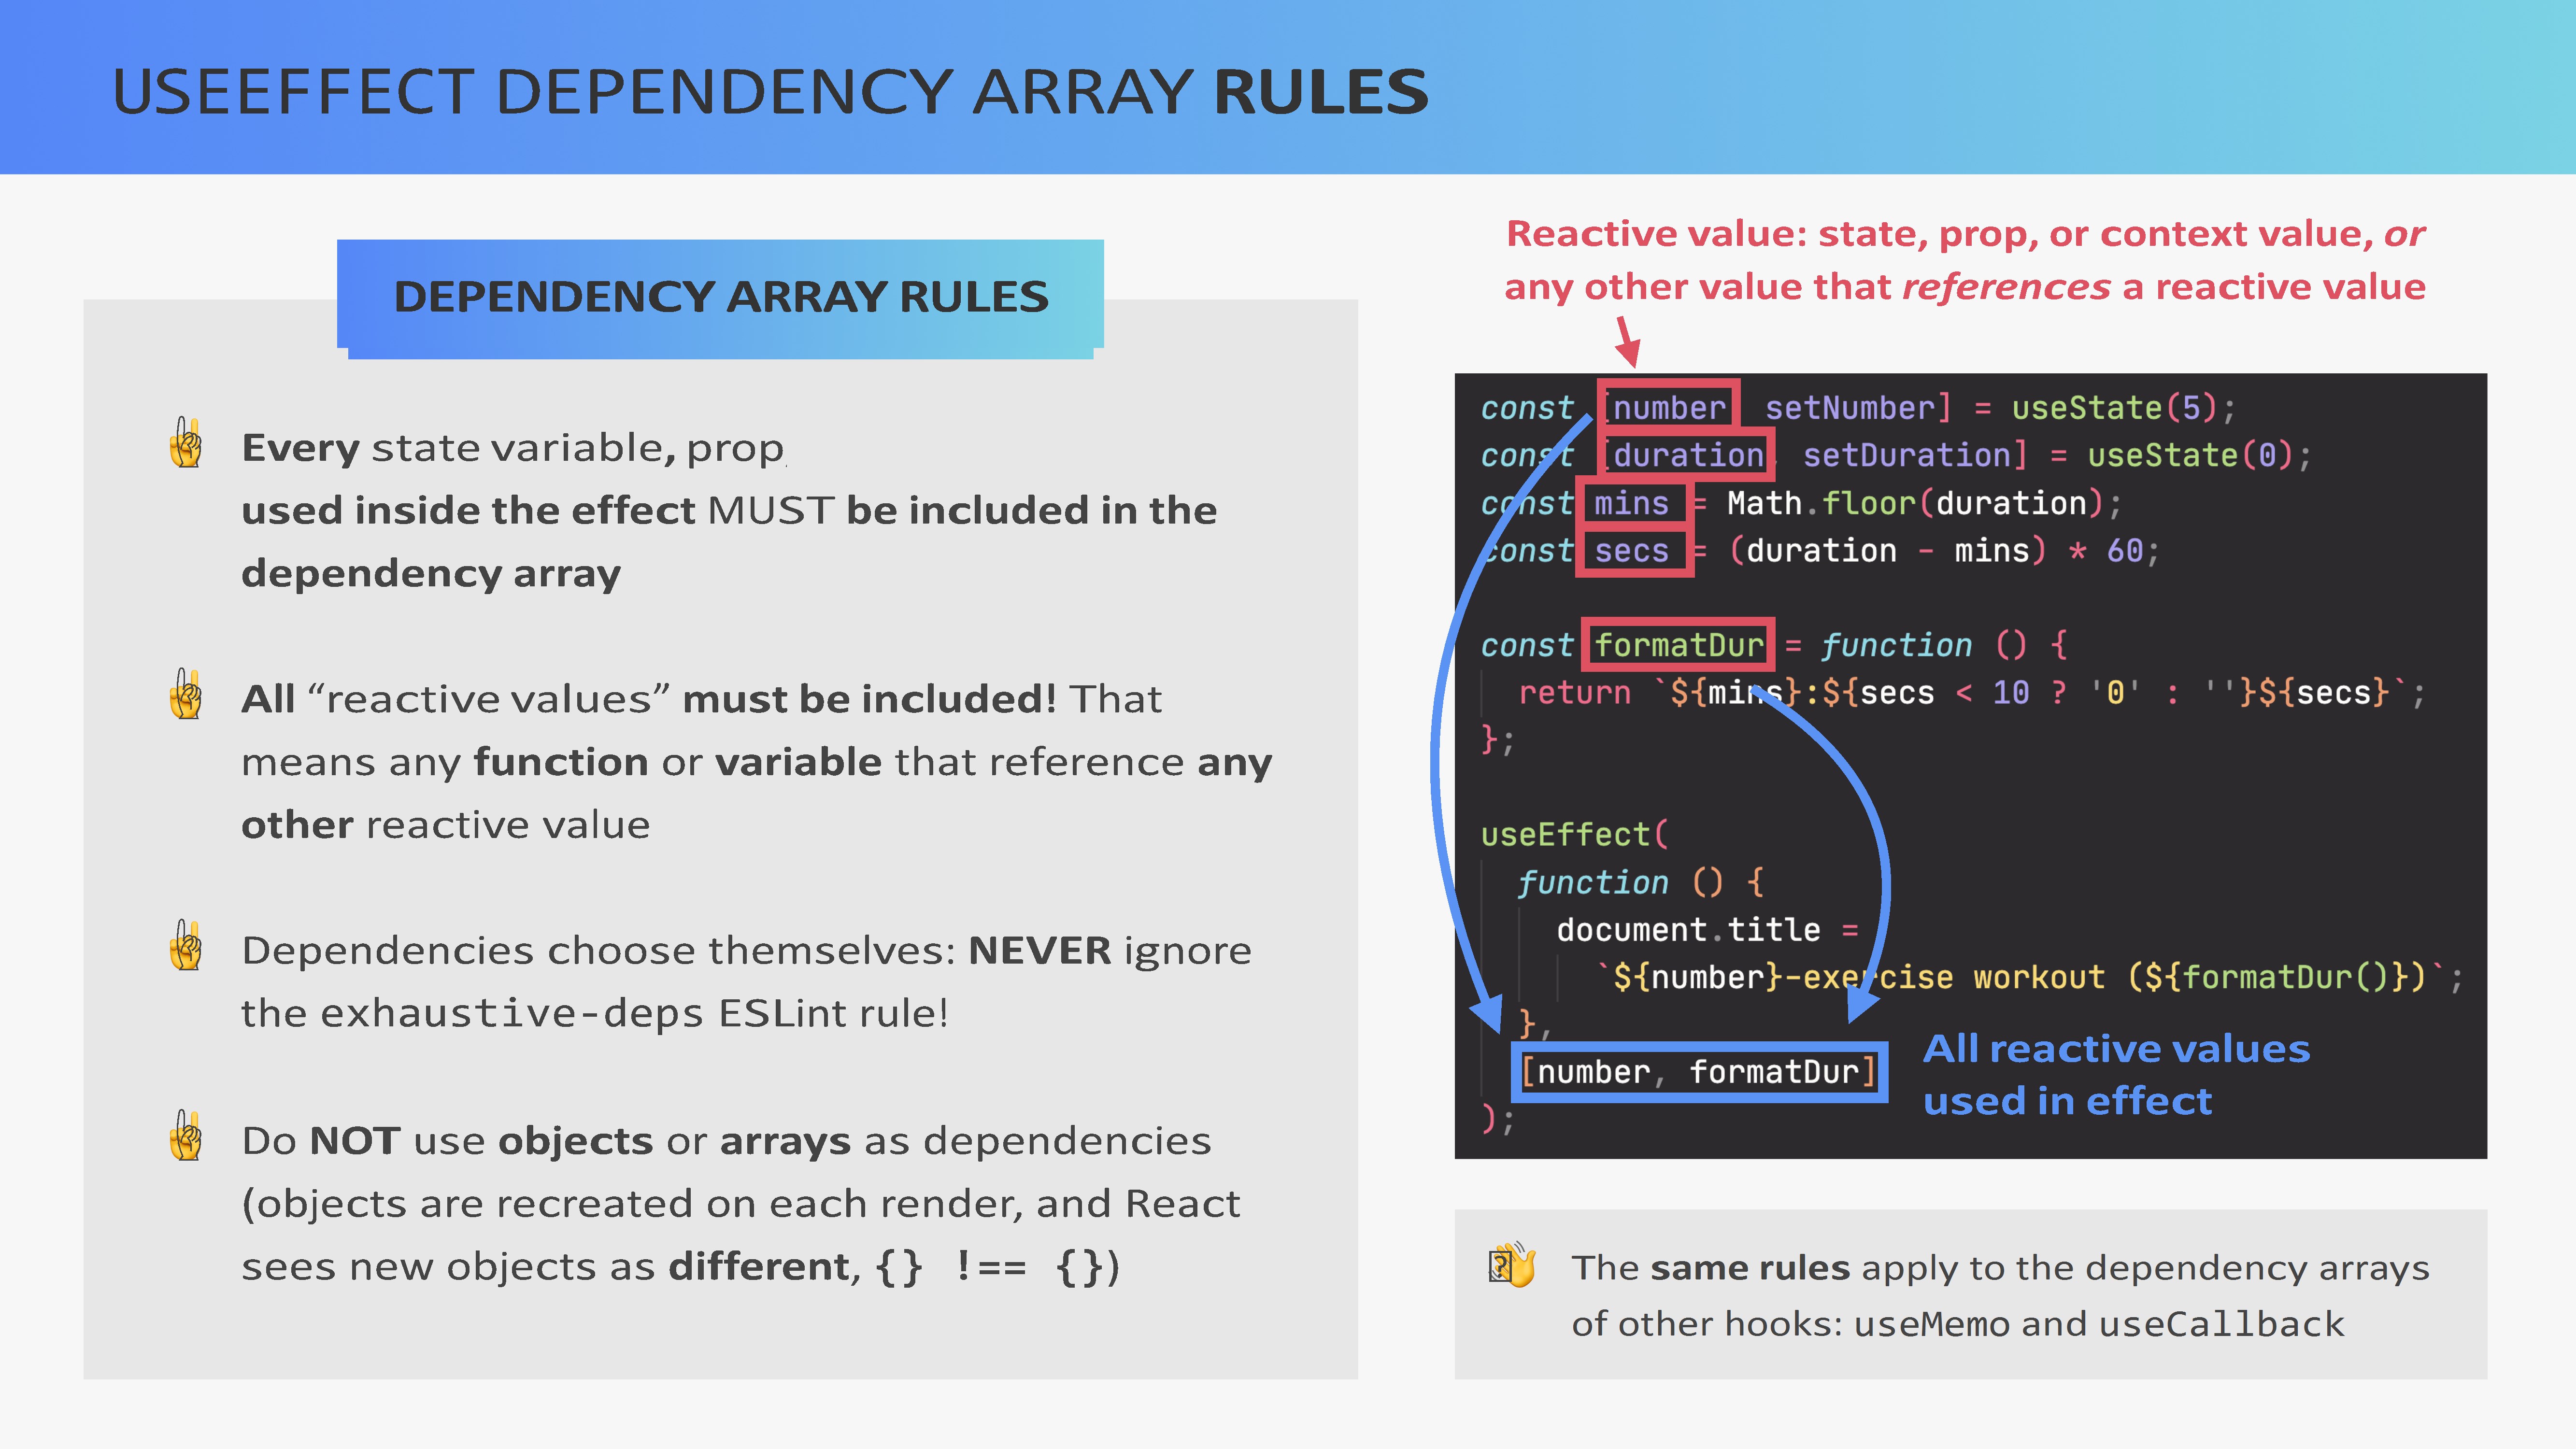 USEEFFECT DEPENDENCY ARRAY RULES
DEPENDENCY ARRAY RULES
Every state variable, prop
used inside the effect MUST be included in the
dependency array
All “reactive values” must be included! That
means any function or variable that reference any
other reactive value
Dependencies choose themselves: NEVER ignore
the exhaustive-deps ESLint rule!
Do NOT use objects or arrays as dependencies
(objects are recreated on each render, and React
sees new objects as different, {} !== {})
Reactive value: state, prop, or context value, or
any other value that references a reactive value
const [number setNumber] = useState(5);
const [duration, setDuration] = useState(0);
const mins = Math.floor(duration);
const secs = (duration - mins) * 60;
const formatDur = function () {
return `${mins}:${secs < 10 ? '0' : ''}${secs}`;
};
useEffect(
function () {
document.title =
`${number}-exercise workout (${formatDur()})`;
},
[number, formatDur]
);
All reactive values
used in effect
The same rules apply to the dependency arrays
of other hooks: useMemo and useCallback